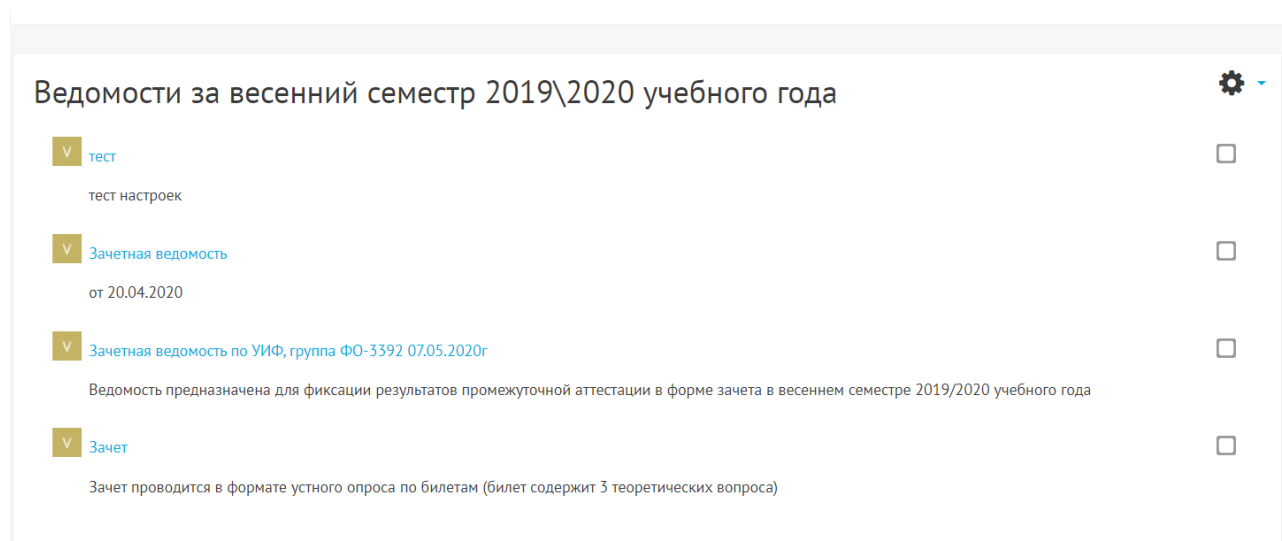 Ведомости за весенний семестр 2019\2020 учебного года
V тест
тест настроек
V Зачетная ведомость
от 20.04.2020
V Зачетная ведомость по УИФ, группа ФО-3392 07.05.2020г
Ведомость предназначена для фиксации результатов промежуточной аттестации в форме зачета в весеннем семестре 2019/2020 учебного года
V Зачет
Зачет проводится в формате устного опроса по билетам (билет содержит 3 теоретических вопроса)